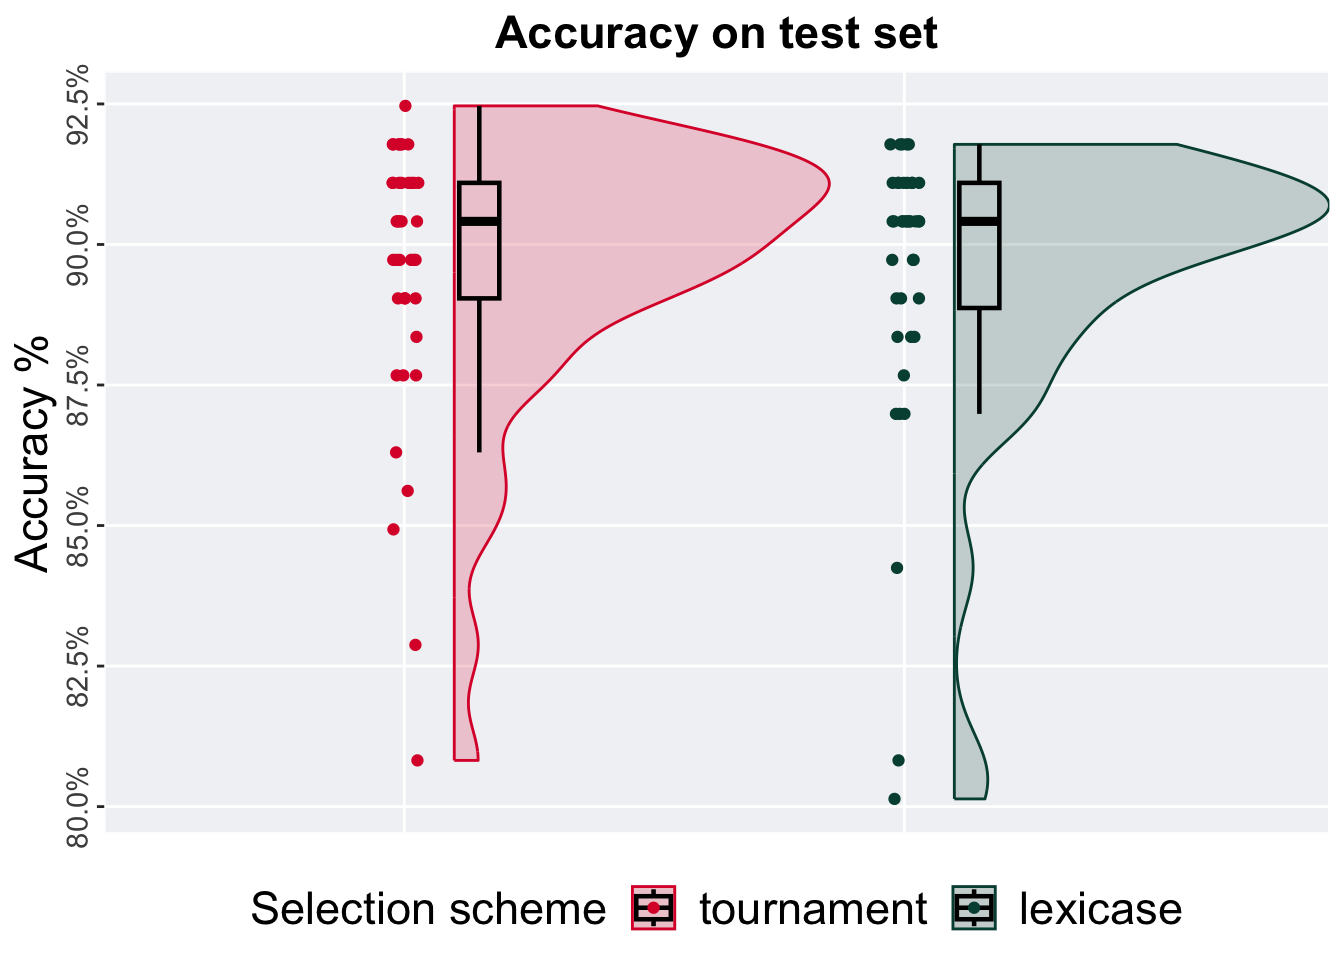 Accuracy on test set
Accuracy %
92.5%
90.0%
87.5%
85.0%
82.5%
80.0%
Selection scheme tournament lexicase